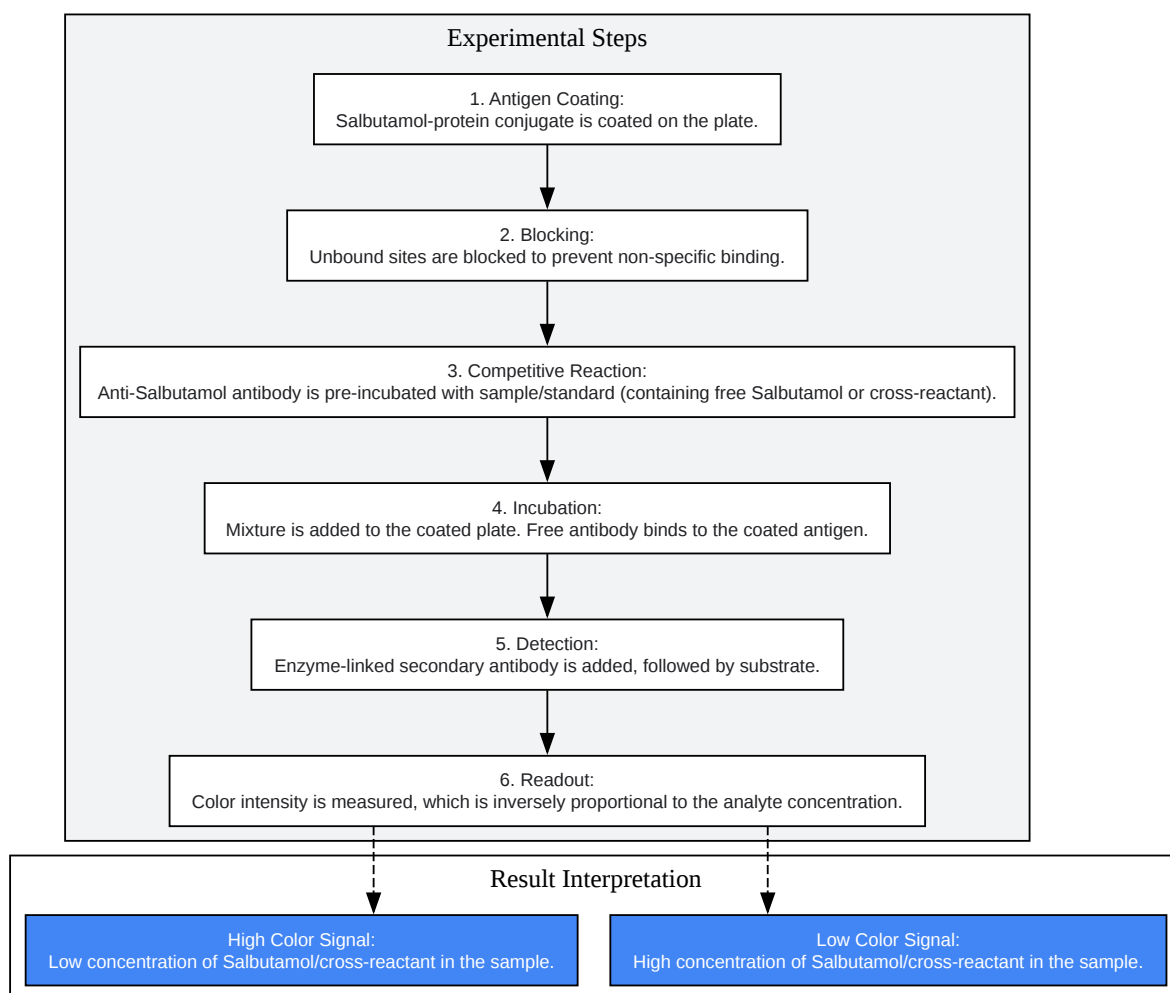 Experimental Steps
1. Antigen Coating:
Salbutamol-protein conjugate is coated on the plate.
2. Blocking:
Unbound sites are blocked to prevent non-specific binding.
3. Competitive Reaction:
Anti-Salbutamol antibody is pre-incubated with sample/standard (containing free Salbutamol or cross-reactant).
4. Incubation:
Mixture is added to the coated plate. Free antibody binds to the coated antigen.
5. Detection:
Enzyme-linked secondary antibody is added, followed by substrate.
6. Readout:
Color intensity is measured, which is inversely proportional to the analyte concentration.
Result Interpretation
High Color Signal:
Low concentration of Salbutamol/cross-reactant in the sample.
Low Color Signal:
High concentration of Salbutamol/cross-reactant in the sample.